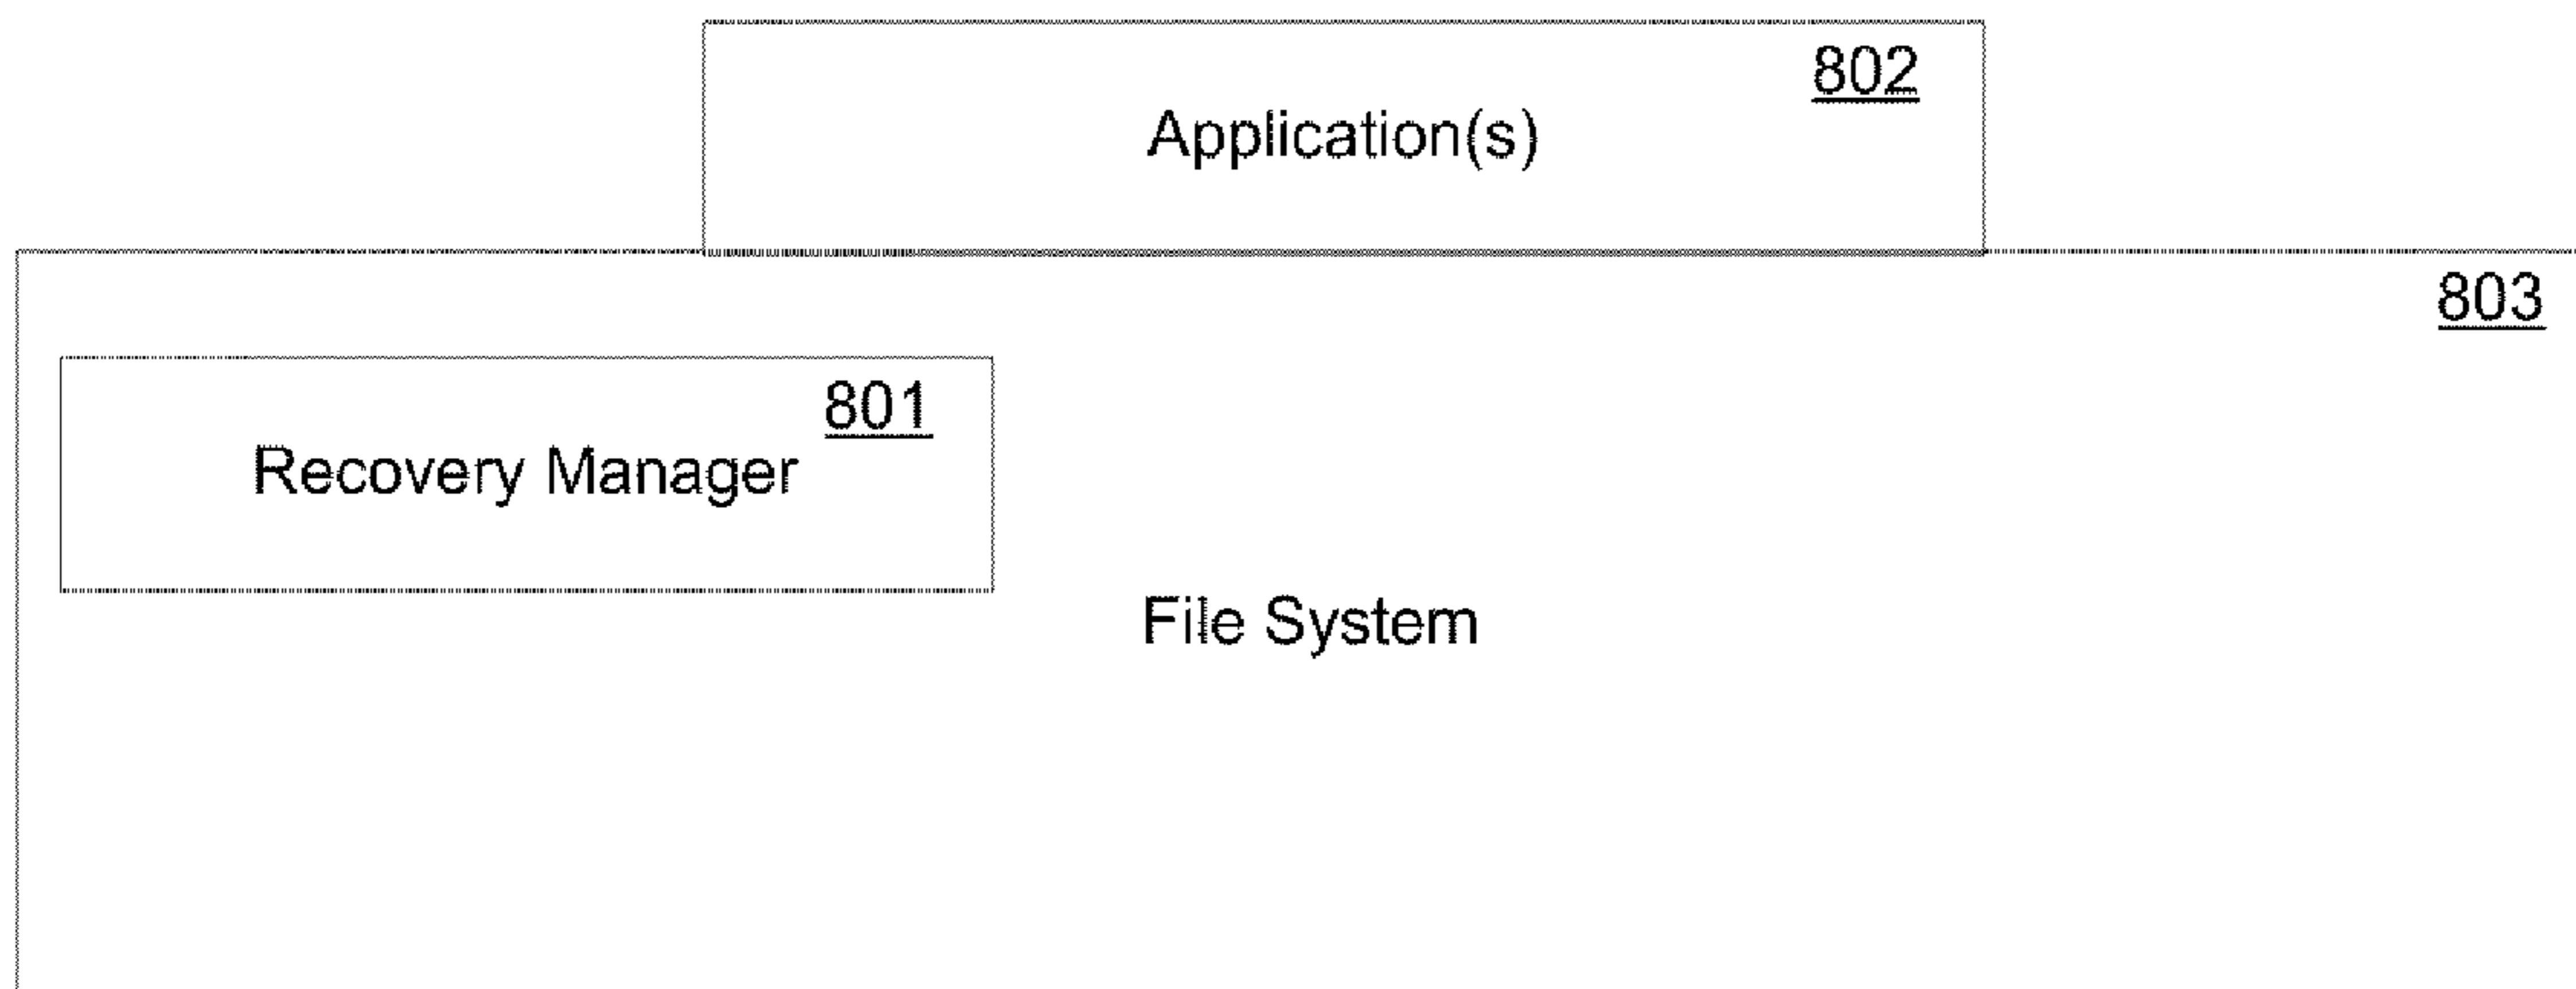 802
Application(s)
803
801
Recovery Manager
File System